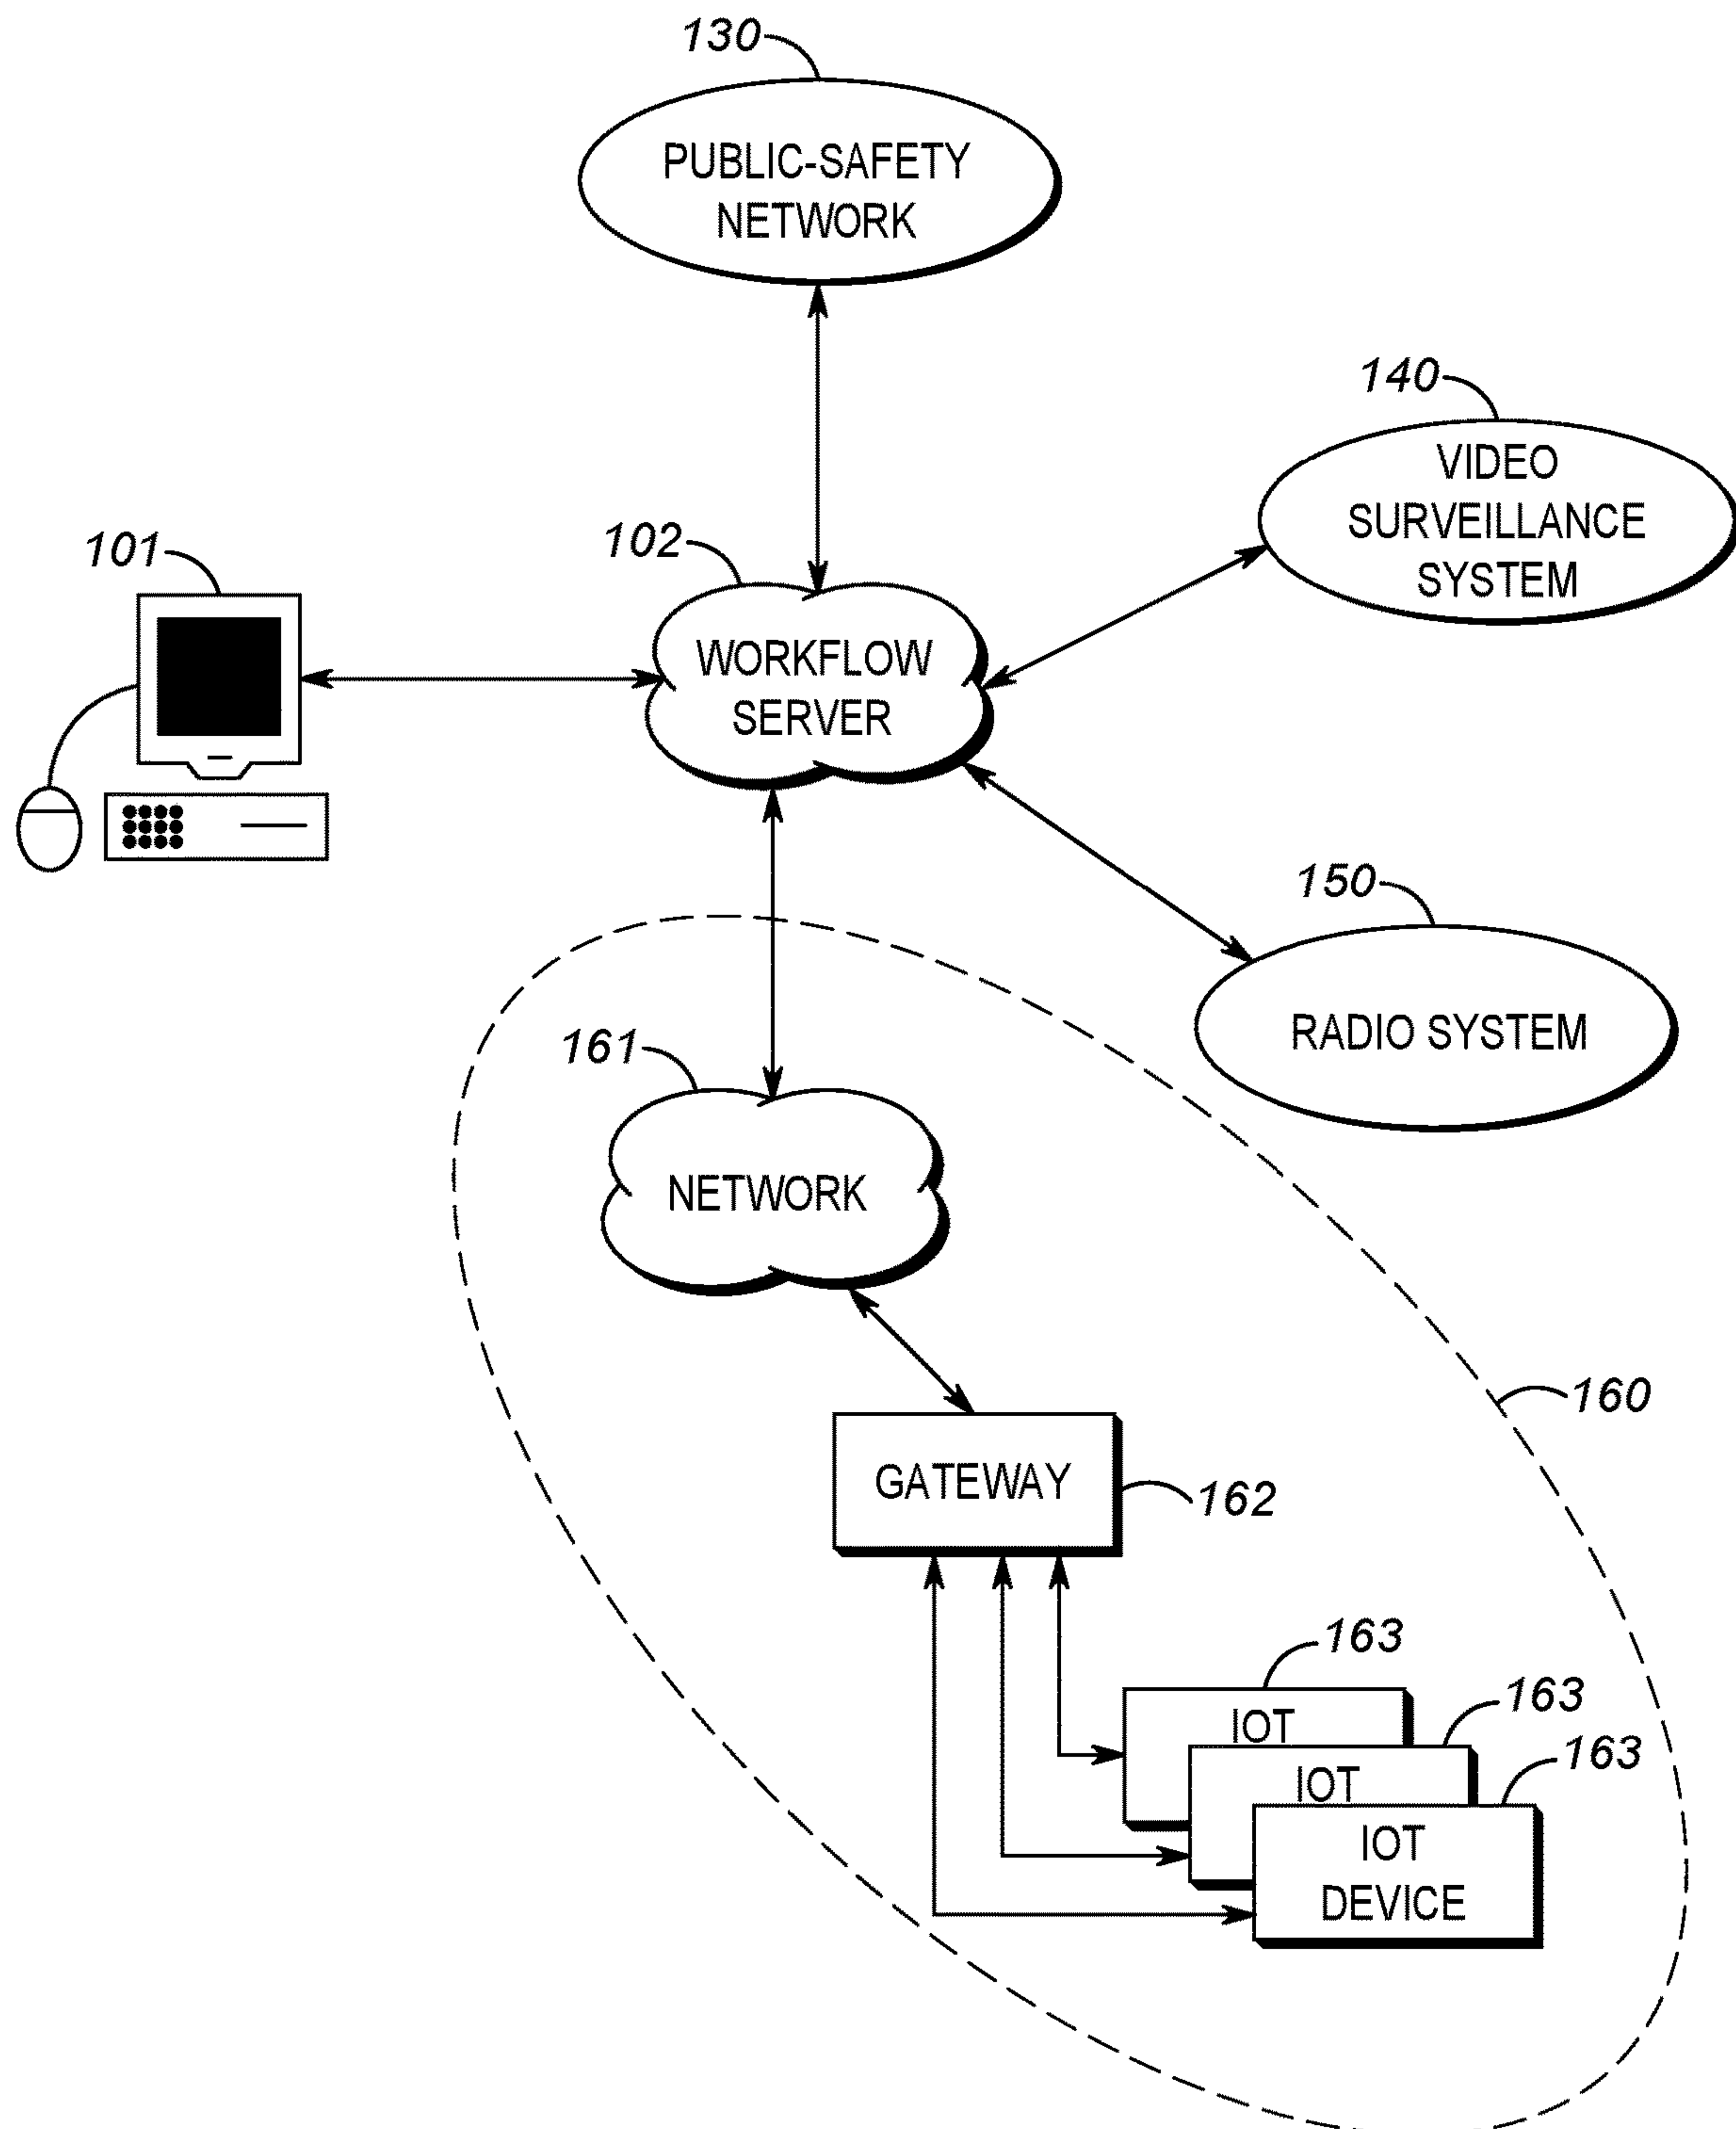 130
PUBLIC-SAFETY
NETWORK
140
VIDEO
SURVEILLANCE
SYSTEM
101
102
WORKFLOW
SERVER
150
RADIO SYSTEM
161
NETWORK
160
GATEWAY
162
163
IOT
163
IOT
163
IOT
DEVICE